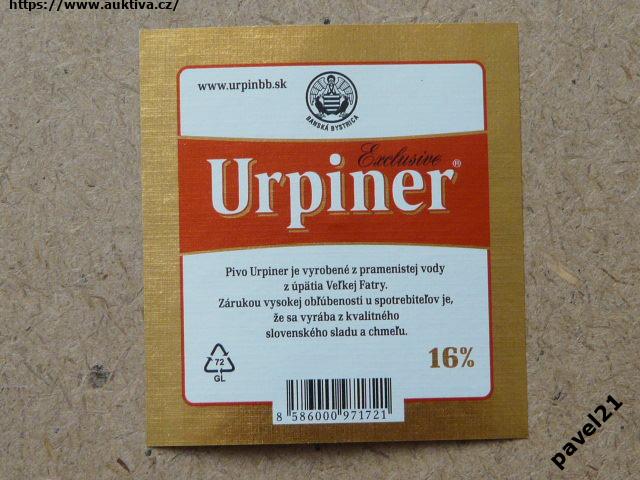 https://www.auktiva.cz/
www.urpinbb.sk
BANSKÁ BYSTRICA
Exclusive
Urpiner®
Pivo Urpiner je vyrobené z pramenistej vody
z úpätia Veľkej Fatry.
Zárukou vysokej obľúbenosti u spotrebiteľov je,
že sa vyrába z kvalitného
slovenského sladu a chmeľu.
72
GL
16%
8 586000 971721
pavel21